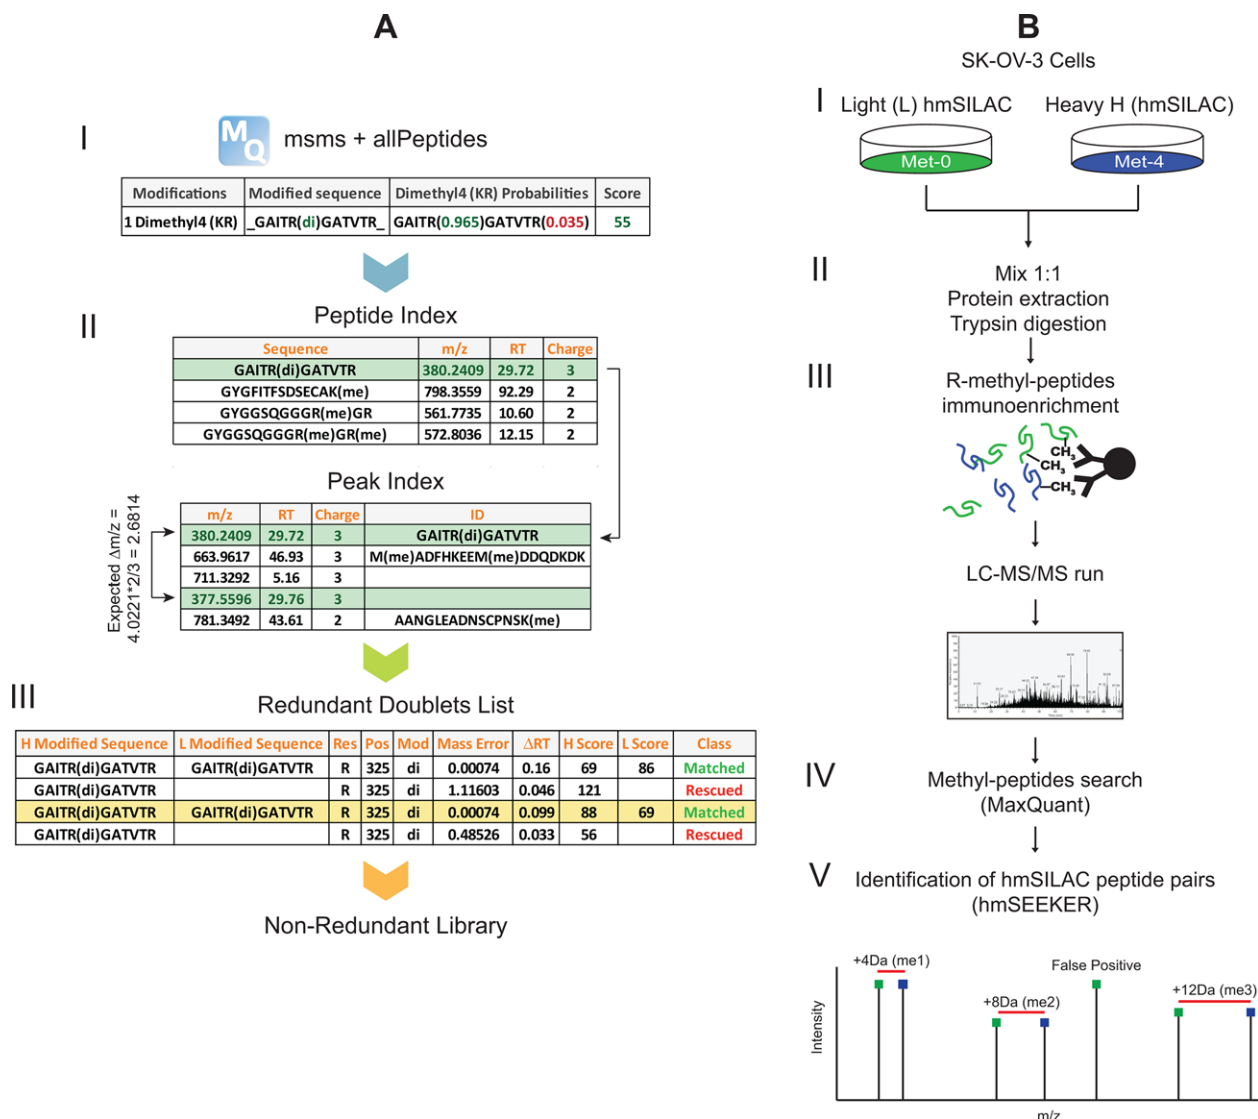 A
I
MQ
msms + allPeptides
Modifications Modified sequence Dimethyl4 (KR) Probabilities Score
1 Dimethyl4 (KR) _GAITR(di)GATVTR_ GAITR(0.965)GATVTR(0.035) 55
II
Peptide Index
Sequence m/z RT Charge
GAITR(di)GATVTR 380.2409 29.72 3
GYGFITFSDSECAK(me) 798.3559 92.29 2
GYGGSQGGGR(me)GR 561.7735 10.60 2
GYGGSQGGGR(me)GR(me) 572.8036 12.15 2
Peak Index
Expected Δm/z =
4.0221*2/3 = 2.6814
m/z RT Charge ID
380.2409 29.72 3 GAITR(di)GATVTR
663.9617 46.93 3 M(me)ADFHKEEM(me)DDQDKDK
711.3292 5.16 3
377.5596 29.76 3
781.3492 43.61 2 AANGLEADNSCPNSK(me)
III
Redundant Doublets List
H Modified Sequence L Modified Sequence Res Pos Mod Mass Error ΔRT H Score L Score Class
GAITR(di)GATVTR GAITR(di)GATVTR R 325 di 0.00074 0.16 69 86 Matched
GAITR(di)GATVTR R 325 di 1.11603 0.046 121 Rescued
GAITR(di)GATVTR GAITR(di)GATVTR R 325 di 0.00074 0.099 88 69 Matched
GAITR(di)GATVTR R 325 di 0.48526 0.033 56 Rescued
Non-Redundant Library
B
SK-OV-3 Cells
I
Light (L) hmSILAC Heavy H (hmSILAC)
Met-0 Met-4
II
Mix 1:1
Protein extraction
Trypsin digestion
III
R-methyl-peptides
immunoenrichment
CH3
CH3
CH3
LC-MS/MS run
IV
Methyl-peptides search
(MaxQuant)
V
Identification of hmSILAC peptide pairs
(hmSEEKER)
+4Da (me1)
False Positive
+8Da (me2)
+12Da (me3)
Intensity
m/z